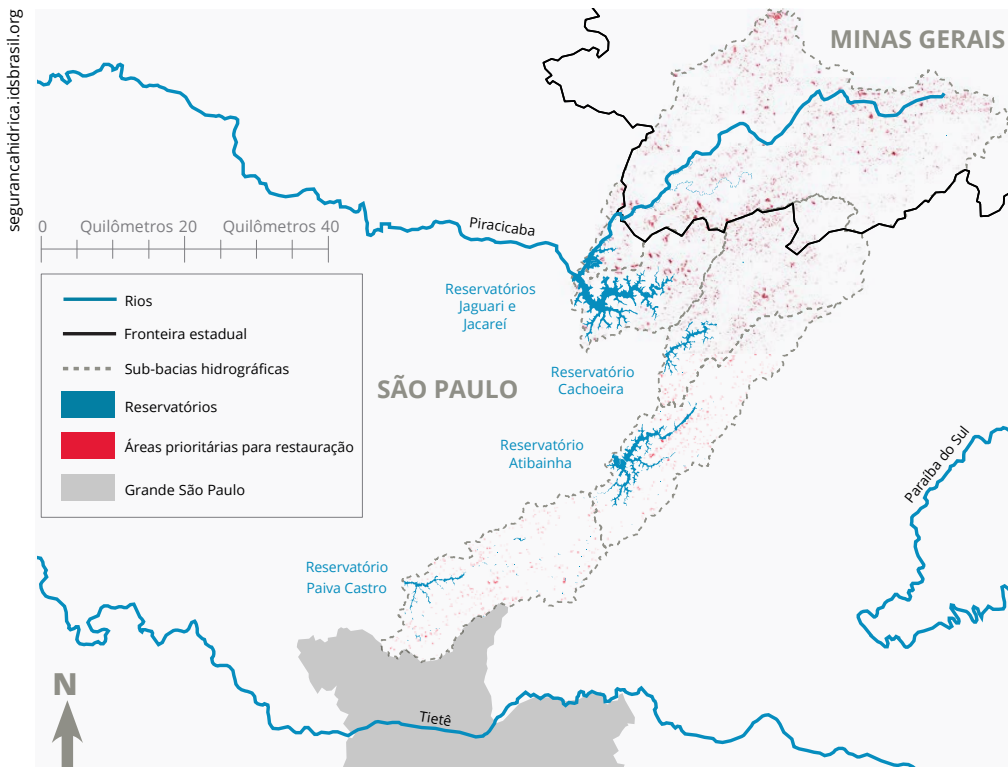 segurancahidrica.idsbrasil.org
MINAS GERAIS
Piracicaba
0 Quilômetros 20 Quilômetros 40
Reservatórios
Jaguari e
Jacareí
Rios
Fronteira estadual
Sub-bacias hidrográficas
Reservatórios
Áreas prioritárias para restauração
Grande São Paulo
SÃO PAULO
Reservatório
Cachoeira
Reservatório
Atibainha
Paraíba do Sul
Reservatório
Paiva Castro
N
Tietê